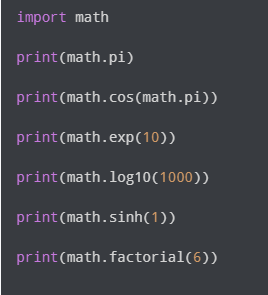 import math
print(math.pi)
print(math.cos(math.pi))
print(math.exp(10))
print(math.log10(1000))
print(math.sinh(1))
print(math.factorial(6))